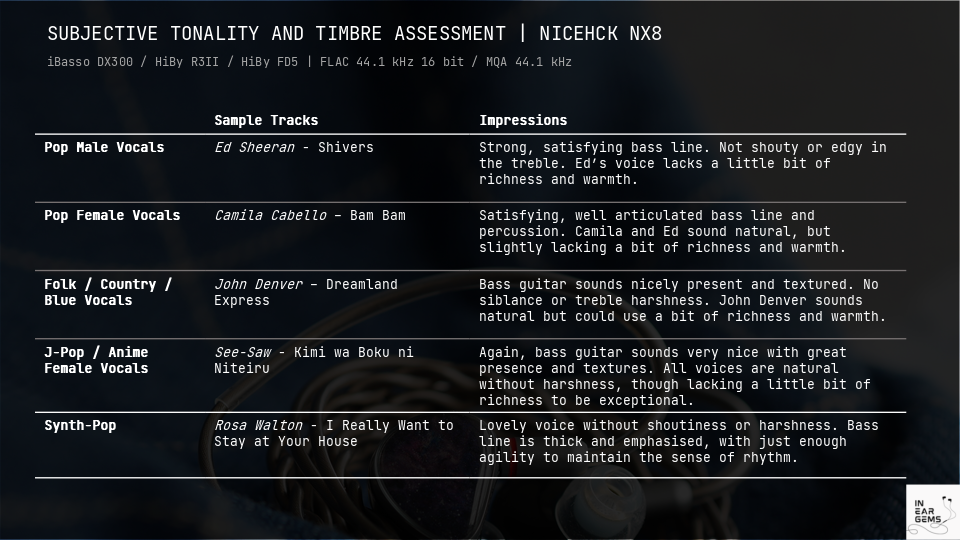 SUBJECTIVE TONALITY AND TIMBRE ASSESSMENT | NICEHCK NX8
iBasso DX300 / HiBy R3II / HiBy FD5 | FLAC 44.1 kHz 16 bit / MQA 44.1 kHz
Sample Tracks
Impressions
Pop Male Vocals
Ed Sheeran - Shivers
Strong, satisfying bass line. Not shouty or edgy in
the treble. Ed’s voice lacks a little bit of
richness and warmth.
Pop Female Vocals
Camila Cabello – Bam Bam
Satisfying, well articulated bass line and
percussion. Camila and Ed sound natural, but
slightly lacking a bit of richness and warmth.
Folk / Country /
Blue Vocals
John Denver – Dreamland
Express
Bass guitar sounds nicely present and textured. No
siblance or treble harshness. John Denver sounds
natural but could use a bit of richness and warmth.
J-Pop / Anime
Female Vocals
See-Saw - Kimi wa Boku ni
Niteiru
Again, bass guitar sounds very nice with great
presence and textures. All voices are natural
without harshness, though lacking a little bit of
richness to be exceptional.
Synth-Pop
Rosa Walton - I Really Want to
Stay at Your House
Lovely voice without shoutiness or harshness. Bass
line is thick and emphasised, with just enough
agility to maintain the sense of rhythm.
IN
EAR
GEMS